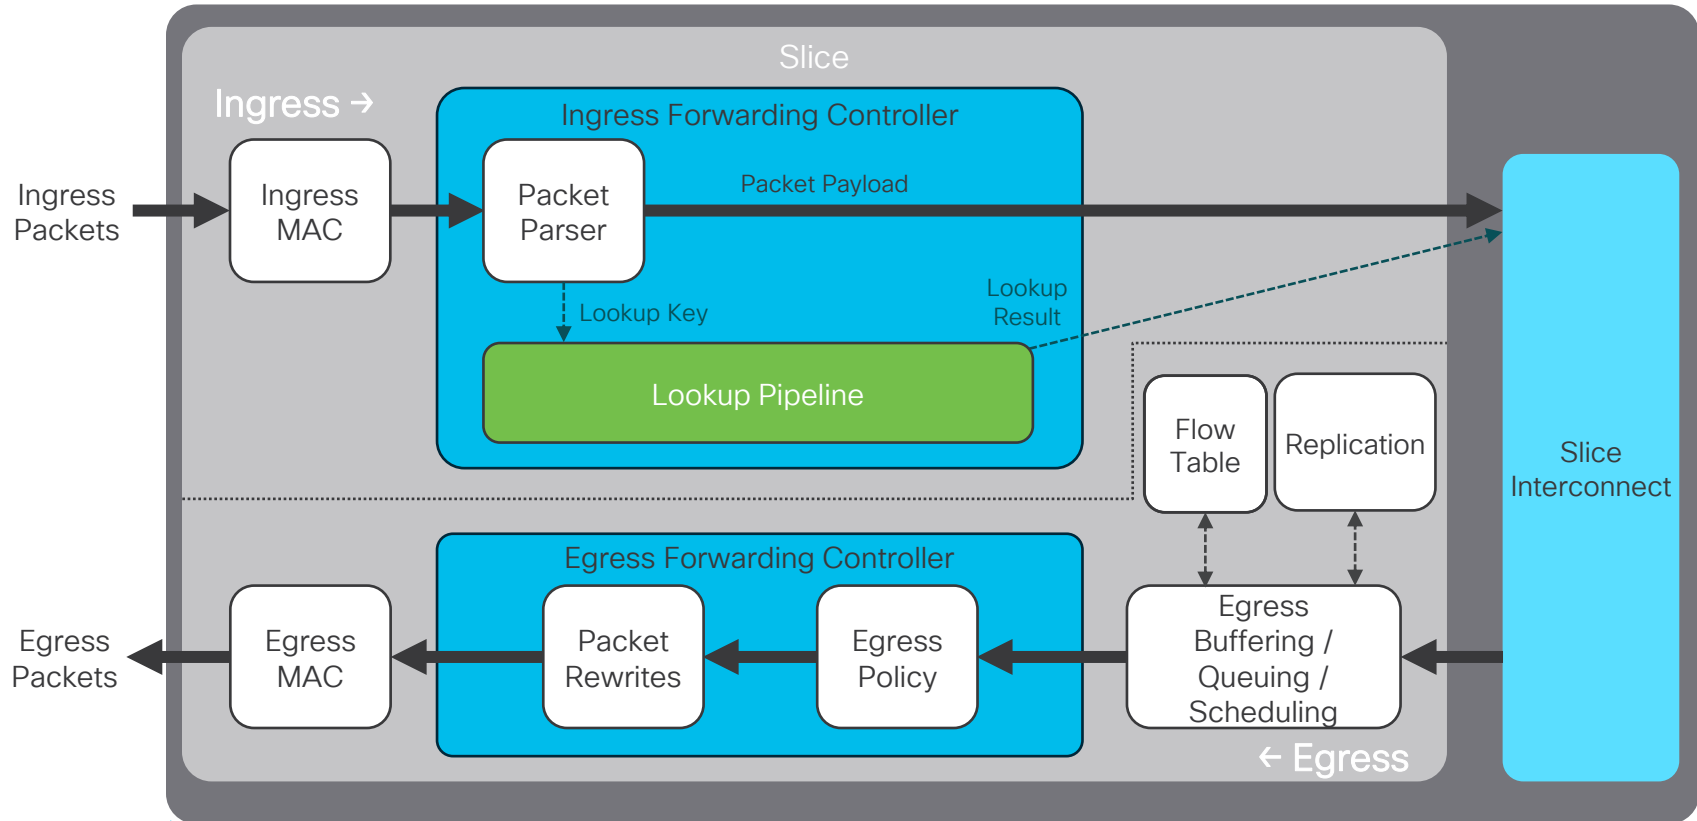 Slice
Ingress →
Ingress Forwarding Controller
Ingress
Packets
Ingress
MAC
Packet
Parser
Packet Payload
Lookup Key
Lookup
Result
Lookup Pipeline
Flow
Table
Replication
Slice
Interconnect
Egress Forwarding Controller
Egress
Packets
Egress
MAC
Packet
Rewrites
Egress
Policy
Egress
Buffering /
Queuing /
Scheduling
← Egress